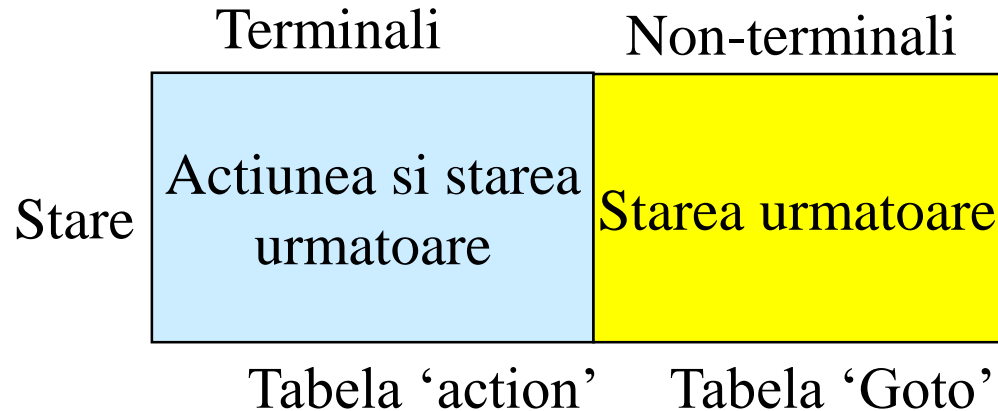 Terminali
Non-terminali
Stare
Actiunea si starea
urmatoare
Starea urmatoare
Tabela ‘action’
Tabela ‘Goto’